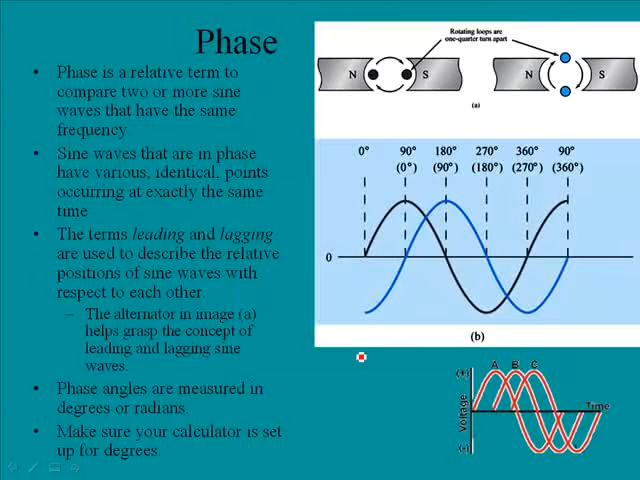 Phase
• Phase is a relative term to
compare two or more sine
waves that have the same
frequency
• Sine waves that are in phase
have various, identical, points
occurring at exactly the same
time
• The terms leading and lagging
are used to describe the relative
positions of sine waves with
respect to each other.
– The alternator in image (a)
helps grasp the concept of
leading and lagging sine
waves.
• Phase angles are measured in
degrees or radians.
• Make sure your calculator is set
up for degrees.
Rotating loops are
one-quarter turn apart
N S N S
(a)
0° 90° 180° 270° 360° 90°
(0°) (90°) (180°) (270°) (360°)
0
(b)
A B C
(+)
Voltage
Time
(-)